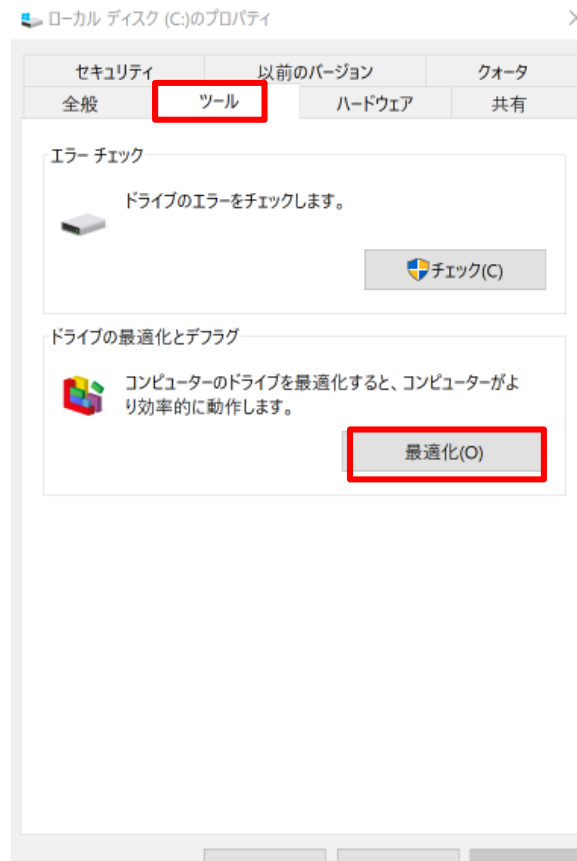 ローカル ディスク (C:)のプロパティ
セキュリティ 以前のバージョン クォータ
全般 ツール ハードウェア 共有
エラー チェック
ドライブのエラーをチェックします。
チェック(C)
ドライブの最適化とデフラグ
コンピューターのドライブを最適化すると、コンピューターがよ
り効率的に動作します。
最適化(O)